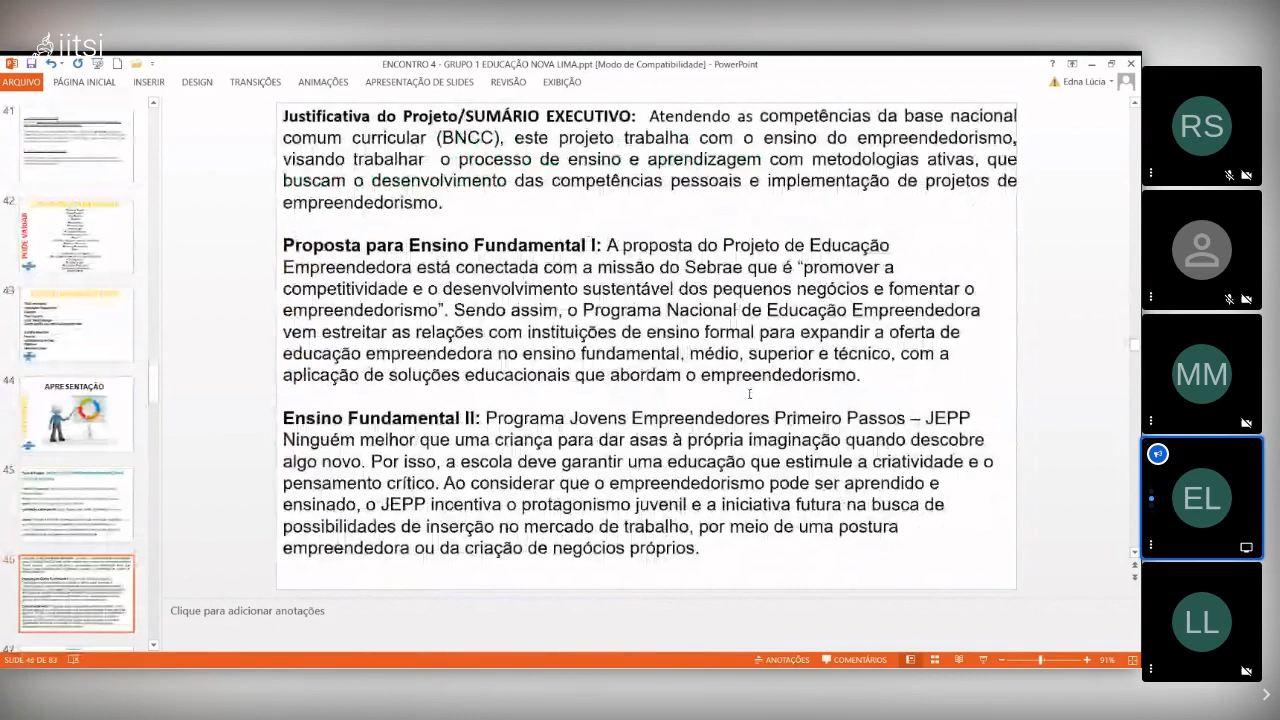 jitsi
ENCONTRO 4 - GRUPO 1 EDUCAÇÃO NOVA LIMA.ppt [Modo de Compatibilidade] - PowerPoint
ARQUIVO PÁGINA INICIAL INSERIR DESIGN TRANSIÇÕES ANIMAÇÕES APRESENTAÇÃO DE SLIDES REVISÃO EXIBIÇÃO
Edna Lúcia
41
42
43
44
APRESENTAÇÃO
45
46
47
Justificativa do Projeto/SUMÁRIO EXECUTIVO: Atendendo as competências da base nacional
comum curricular (BNCC), este projeto trabalha com o ensino do empreendedorismo,
visando trabalhar o processo de ensino e aprendizagem com metodologias ativas, que
buscam o desenvolvimento das competências pessoais e implementação de projetos de
empreendedorismo.
Proposta para Ensino Fundamental I: A proposta do Projeto de Educação
Empreendedora está conectada com a missão do Sebrae que é “promover a
competitividade e o desenvolvimento sustentável dos pequenos negócios e fomentar o
empreendedorismo”. Sendo assim, o Programa Nacional de Educação Empreendedora
vem estreitar as relações com instituições de ensino formal para expandir a oferta de
educação empreendedora no ensino fundamental, médio, superior e técnico, com a
aplicação de soluções educacionais que abordam o empreendedorismo.
Ensino Fundamental II: Programa Jovens Empreendedores Primeiro Passos – JEPP
Ninguém melhor que uma criança para dar asas à própria imaginação quando descobre
algo novo. Por isso, a escola deve garantir uma educação que estimule a criatividade e o
pensamento crítico. Ao considerar que o empreendedorismo pode ser aprendido e
ensinado, o JEPP incentiva o protagonismo juvenil e a iniciativa futura na busca de
possibilidades de inserção no mercado de trabalho, por meio de uma postura
empreendedora ou da criação de negócios próprios.
Clique para adicionar anotações
SLIDE 46 DE 83
ANOTAÇÕES COMENTÁRIOS
91%
RS
MM
EL
LL